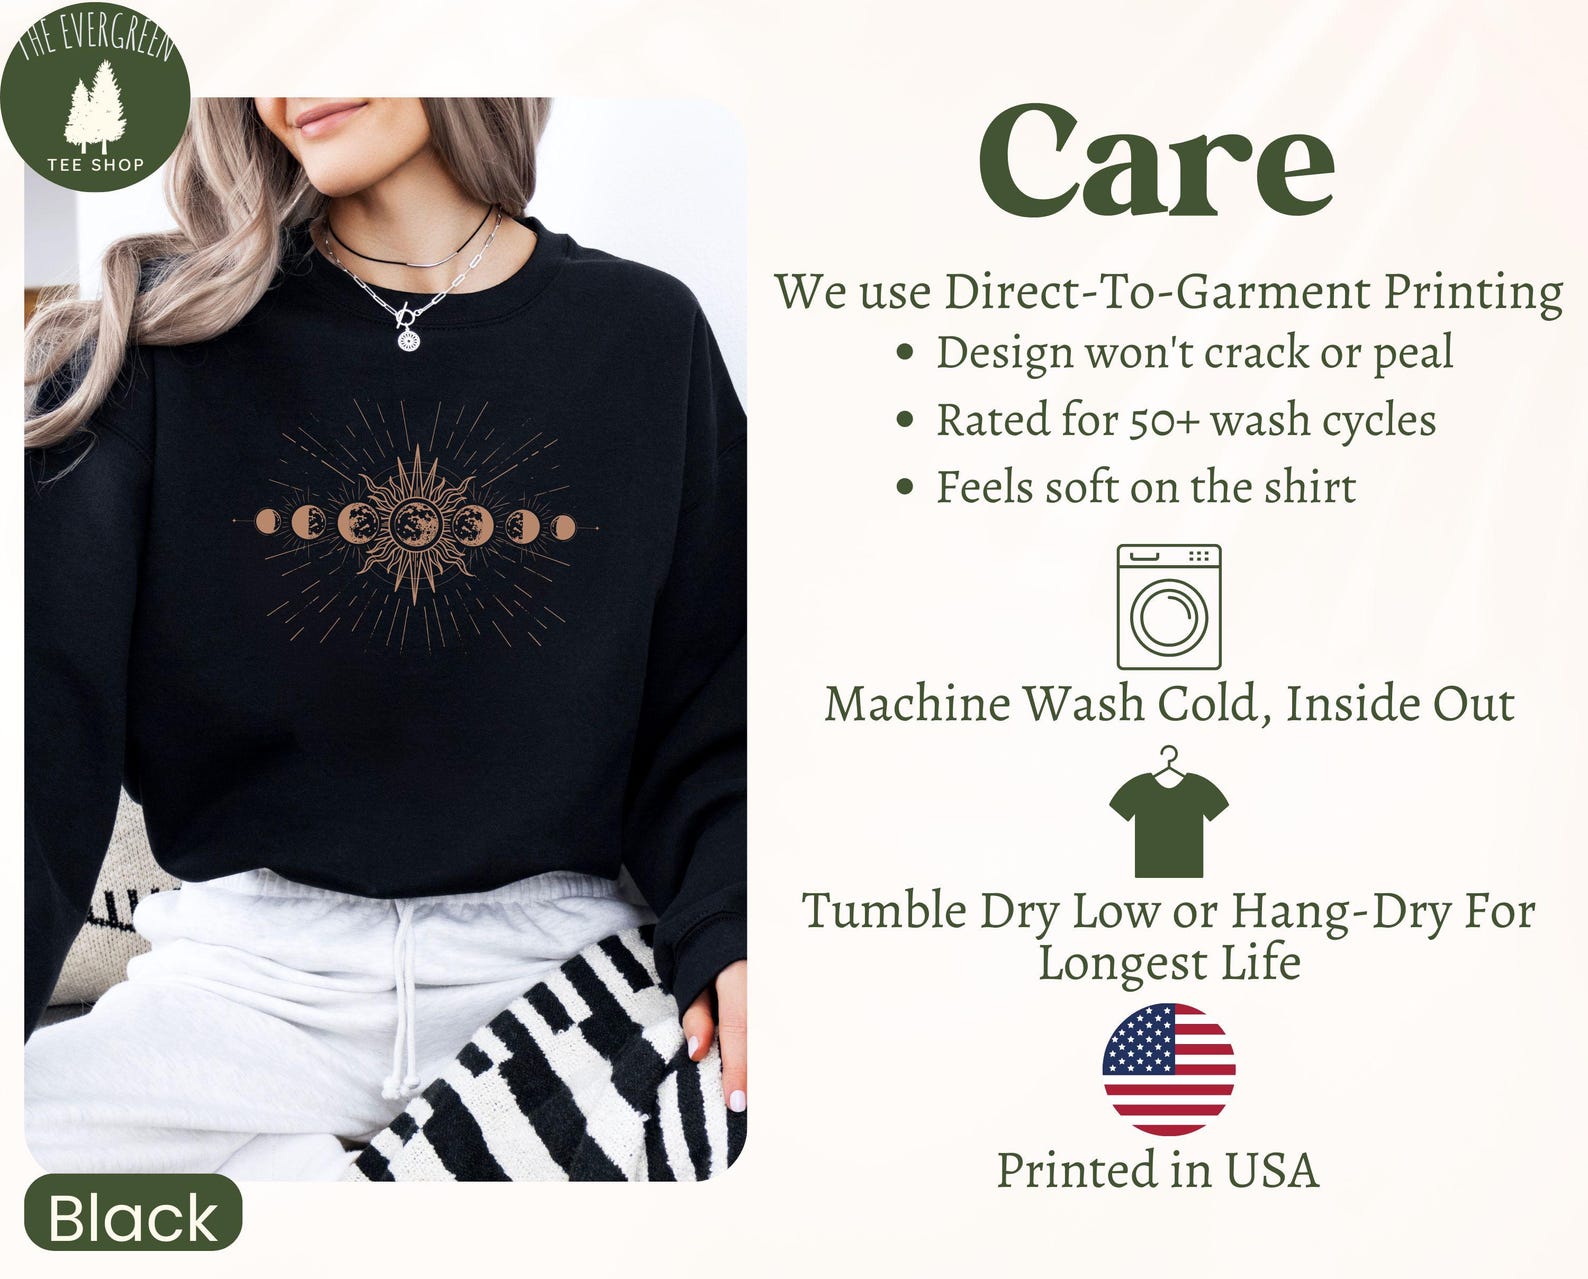 THE EVERGREEN
TEE SHOP
Care
We use Direct-To-Garment Printing
• Design won't crack or peal
• Rated for 50+ wash cycles
• Feels soft on the shirt
Machine Wash Cold, Inside Out
Tumble Dry Low or Hang-Dry For
Longest Life
Printed in USA
Black